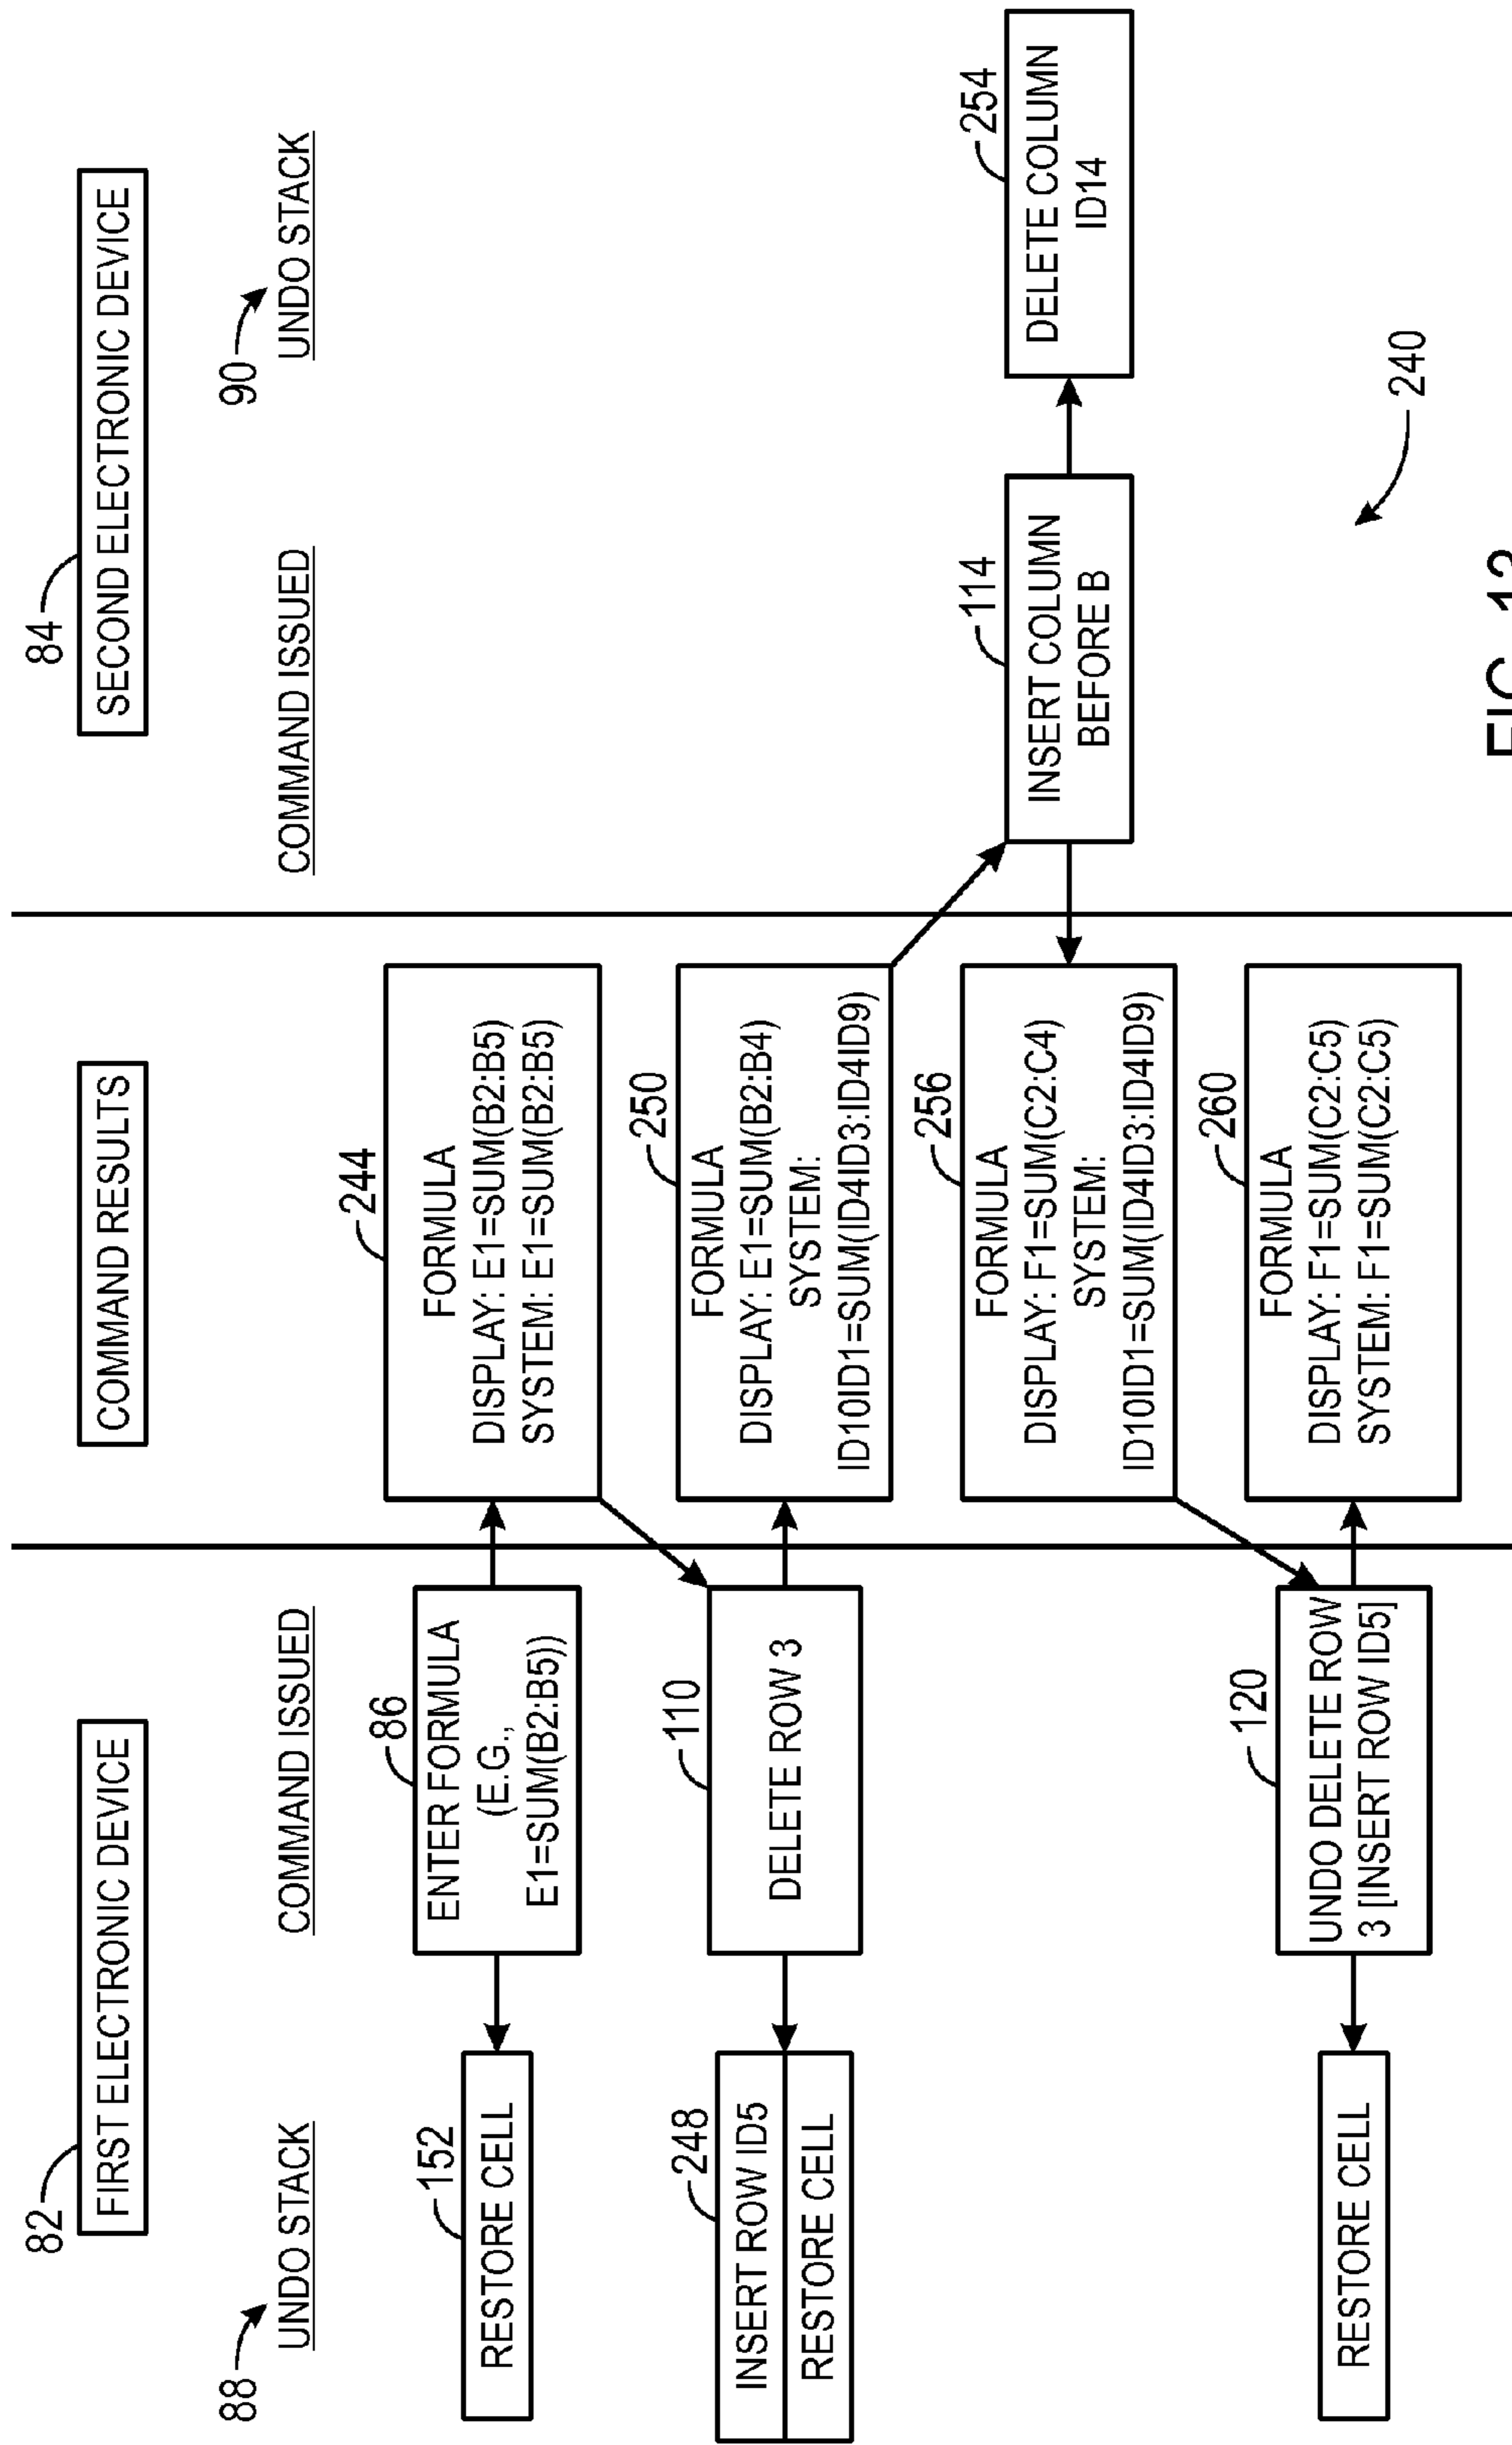 82
FIRST ELECTRONIC DEVICE
COMMAND RESULTS
84
SECOND ELECTRONIC DEVICE
88
UNDO STACK
COMMAND ISSUED
COMMAND ISSUED
90
UNDO STACK
152
RESTORE CELL
86
ENTER FORMULA
(E.G.,
E1=SUM(B2:B5))
244
FORMULA
DISPLAY: E1=SUM(B2:B5)
SYSTEM: E1=SUM(B2:B5)
248
INSERT ROW ID5
RESTORE CELL
110
DELETE ROW 3
250
FORMULA
DISPLAY: E1=SUM(B2:B4)
SYSTEM:
ID10ID1=SUM(ID4ID3:ID4ID9)
256
FORMULA
DISPLAY: F1=SUM(C2:C4)
SYSTEM:
ID10ID1=SUM(ID4ID3:ID4ID9)
114
INSERT COLUMN
BEFORE B
254
DELETE COLUMN
ID14
RESTORE CELL
120
UNDO DELETE ROW
3 [INSERT ROW ID5]
260
FORMULA
DISPLAY: F1=SUM(C2:C5)
SYSTEM: F1=SUM(C2:C5)
240
FIG.